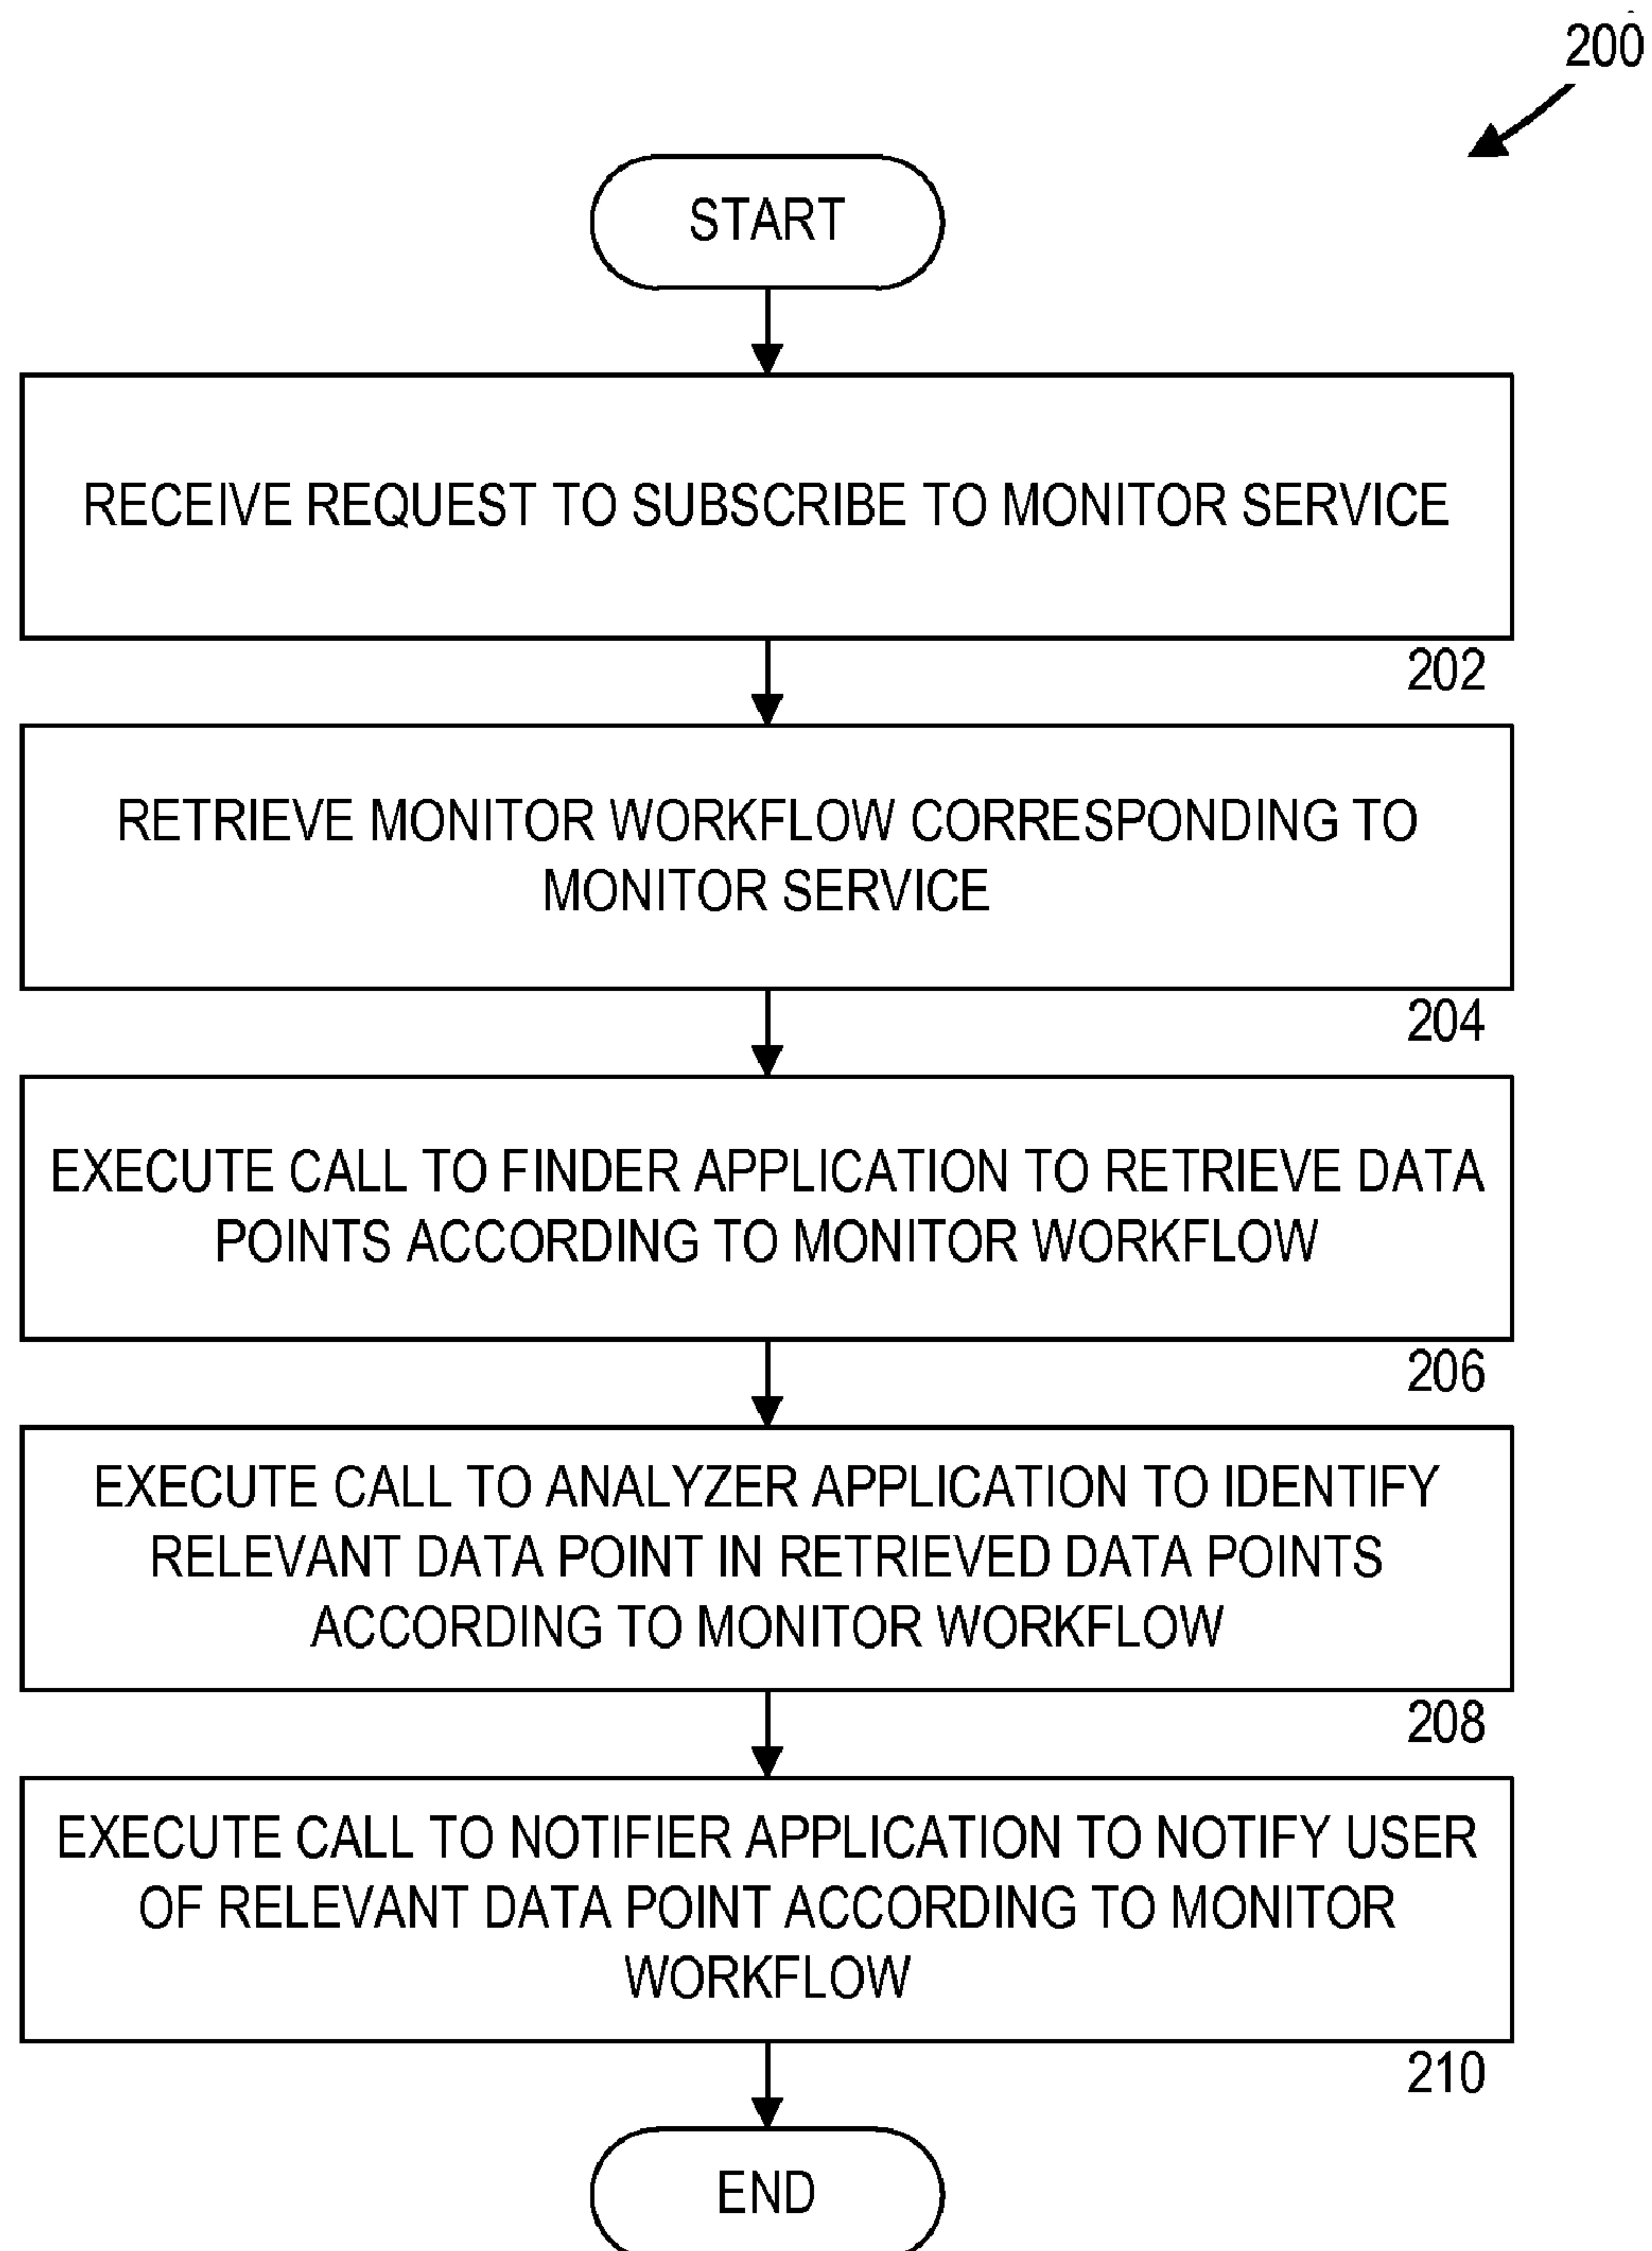 200
START
RECEIVE REQUEST TO SUBSCRIBE TO MONITOR SERVICE
202
RETRIEVE MONITOR WORKFLOW CORRESPONDING TO
MONITOR SERVICE
204
EXECUTE CALL TO FINDER APPLICATION TO RETRIEVE DATA
POINTS ACCORDING TO MONITOR WORKFLOW
206
EXECUTE CALL TO ANALYZER APPLICATION TO IDENTIFY
RELEVANT DATA POINT IN RETRIEVED DATA POINTS
ACCORDING TO MONITOR WORKFLOW
208
EXECUTE CALL TO NOTIFIER APPLICATION TO NOTIFY USER
OF RELEVANT DATA POINT ACCORDING TO MONITOR
WORKFLOW
210
END